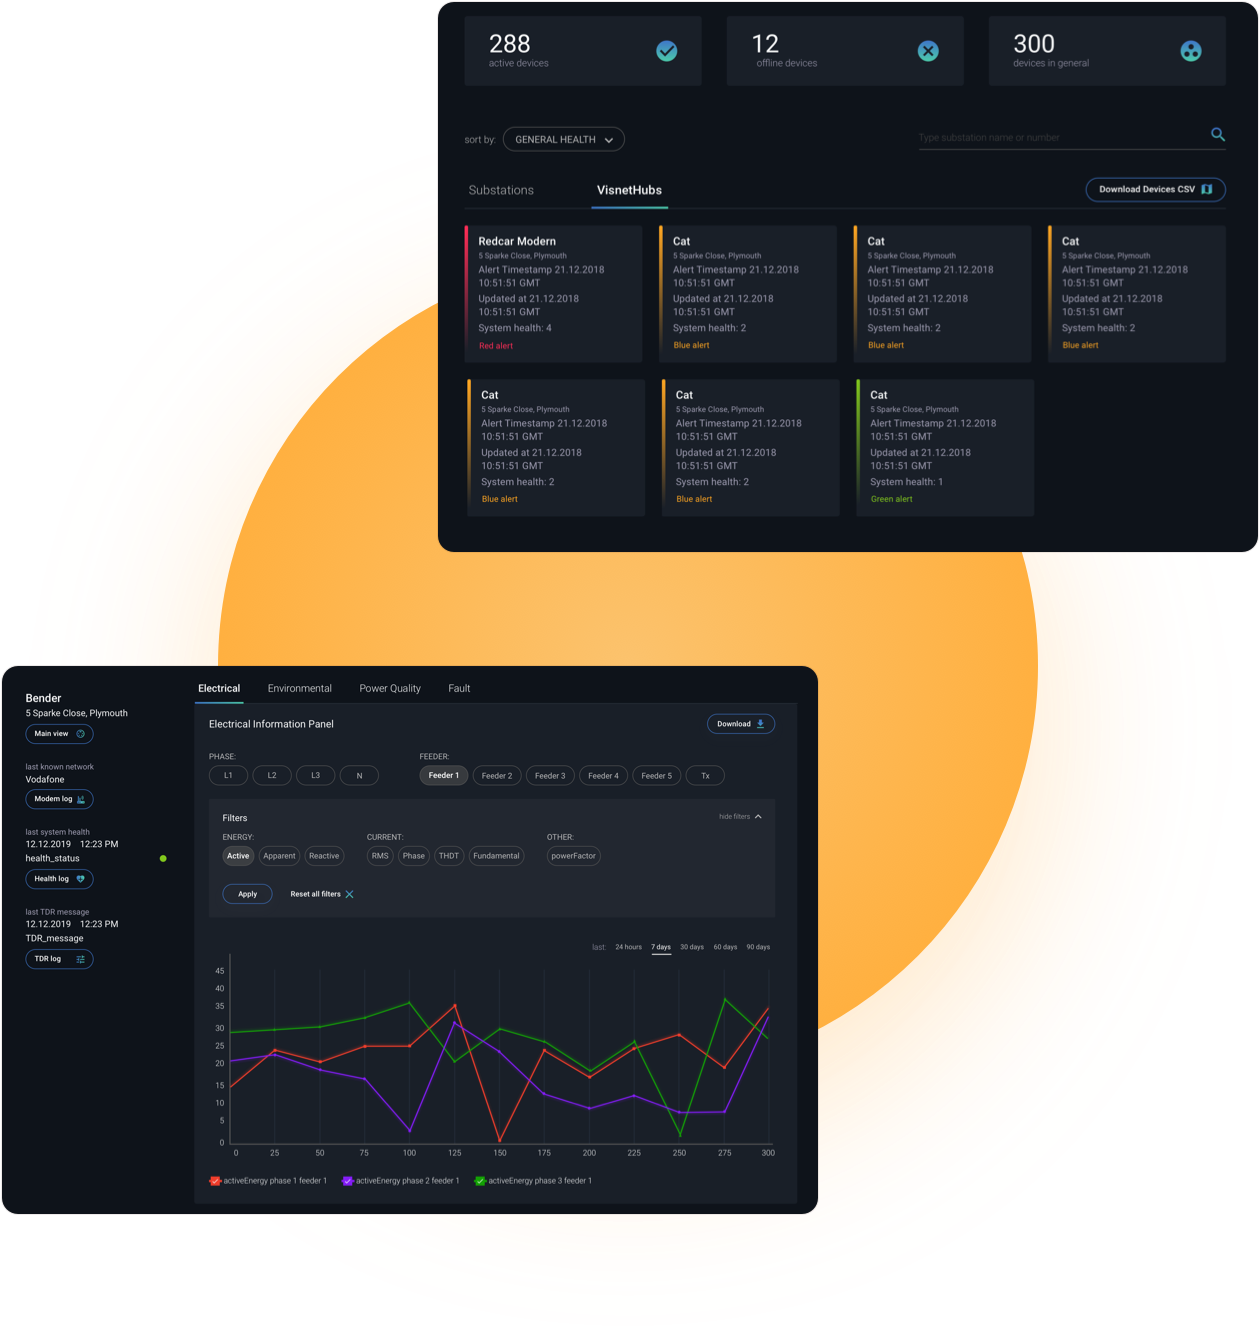 288
active devices
12
offline devices
300
devices in general
sort by:
GENERAL HEALTH
Type substation name or number
Substations
VisnetHubs
Download Devices CSV
Redcar Modern
5 Sparke Close, Plymouth
Alert Timestamp 21.12.2018
10:51:51 GMT
Updated at 21.12.2018
10:51:51 GMT
System health: 4
Red alert
Cat
5 Sparke Close, Plymouth
Alert Timestamp 21.12.2018
10:51:51 GMT
Updated at 21.12.2018
10:51:51 GMT
System health: 2
Blue alert
Cat
5 Sparke Close, Plymouth
Alert Timestamp 21.12.2018
10:51:51 GMT
Updated at 21.12.2018
10:51:51 GMT
System health: 2
Blue alert
Cat
5 Sparke Close, Plymouth
Alert Timestamp 21.12.2018
10:51:51 GMT
Updated at 21.12.2018
10:51:51 GMT
System health: 2
Blue alert
Cat
5 Sparke Close, Plymouth
Alert Timestamp 21.12.2018
10:51:51 GMT
Updated at 21.12.2018
10:51:51 GMT
System health: 2
Blue alert
Cat
5 Sparke Close, Plymouth
Alert Timestamp 21.12.2018
10:51:51 GMT
Updated at 21.12.2018
10:51:51 GMT
System health: 2
Blue alert
Cat
5 Sparke Close, Plymouth
Alert Timestamp 21.12.2018
10:51:51 GMT
Updated at 21.12.2018
10:51:51 GMT
System health: 1
Green alert
Bender
5 Sparke Close, Plymouth
Main view
last known network
Vodafone
Modem log
last system health
12.12.2019 12:23 PM
health_status
Health log
last TDR message
12.12.2019 12:23 PM
TDR_message
TDR log
Electrical
Environmental
Power Quality
Fault
Electrical Information Panel
Download
PHASE:
L1
L2
L3
N
FEEDER:
Feeder 1
Feeder 2
Feeder 3
Feeder 4
Feeder 5
Tx
Filters
hide filters
ENERGY:
Active
Apparent
Reactive
CURRENT:
RMS
Phase
THDT
Fundamental
OTHER:
powerFactor
Apply
Reset all filters
last: 24 hours 7 days 30 days 60 days 90 days
45
40
35
30
25
20
15
10
5
0
0 25 50 75 100 125 150 175 200 225 250 275 300
activeEnergy phase 1 feeder 1
activeEnergy phase 2 feeder 1
activeEnergy phase 3 feeder 1